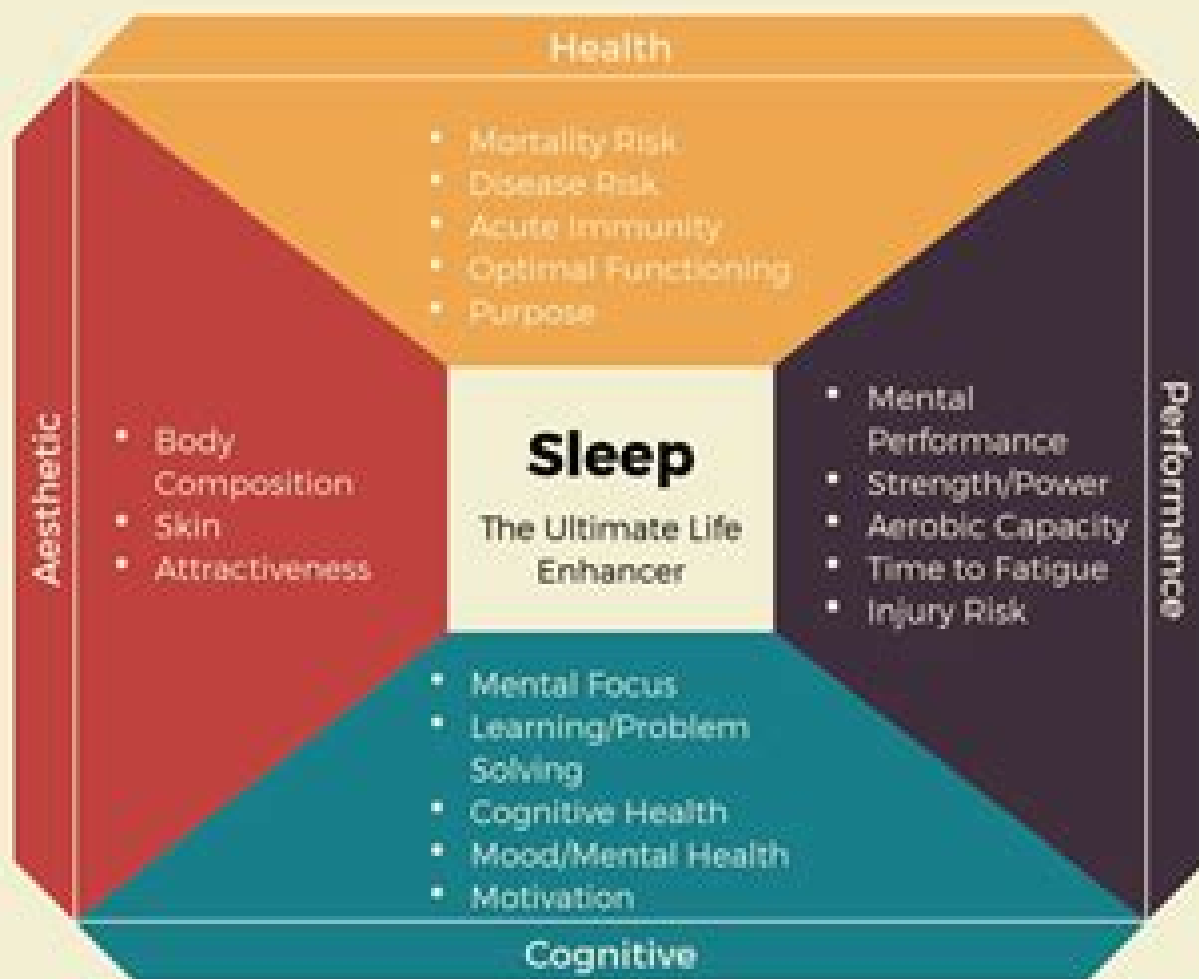 Health
• Mortality Risk
• Disease Risk
• Acute Immunity
• Optimal Functioning
• Purpose
Aesthetic
• Body
Composition
• Skin
• Attractiveness
Sleep
The Ultimate Life
Enhancer
• Mental
Performance
• Strength/Power
• Aerobic Capacity
• Time to Fatigue
• Injury Risk
Performance
• Mental Focus
• Learning/Problem
Solving
• Cognitive Health
• Mood/Mental Health
• Motivation
Cognitive